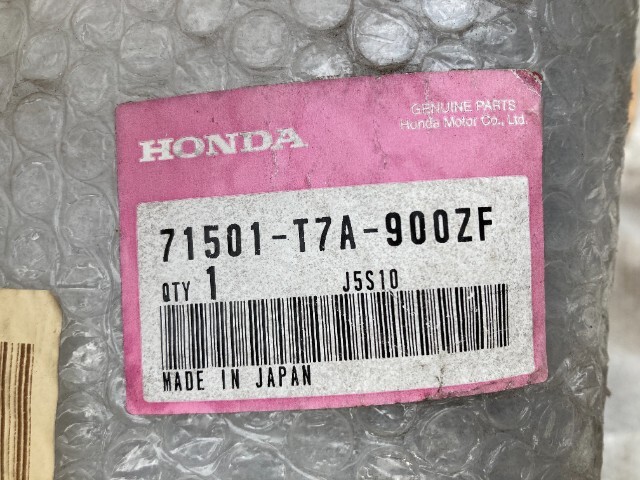 HONDA
GENUINE PARTS
Honda Motor Co., Ltd.
71501-T7A-900ZF
QTY 1 J5S10
MADE IN JAPAN